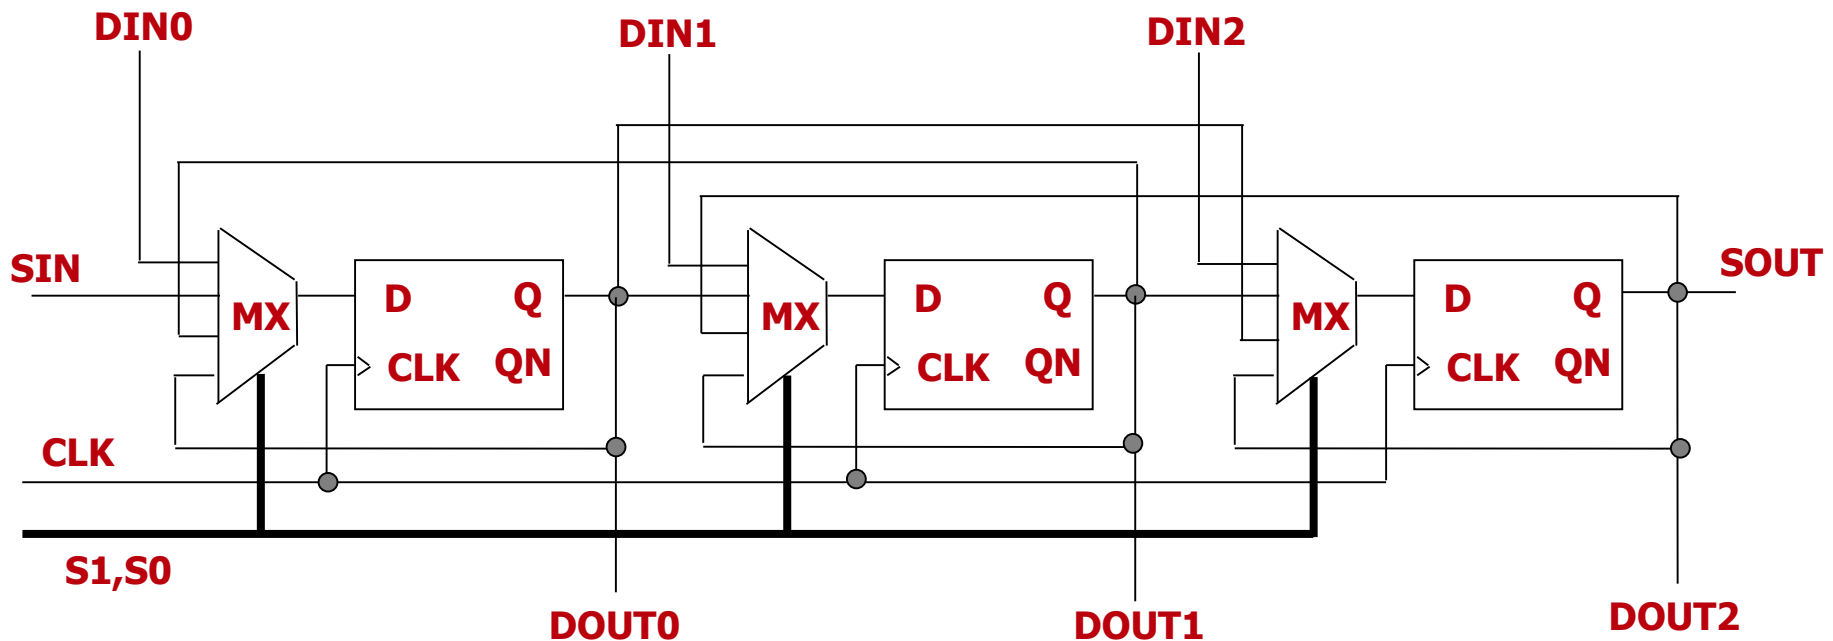 DIN0
DIN1
DIN2
SIN
SOUT
MX
D
Q
MX
D
Q
MX
D
Q
CLK
QN
CLK
QN
CLK
QN
CLK
S1,S0
DOUT0
DOUT1
DOUT2